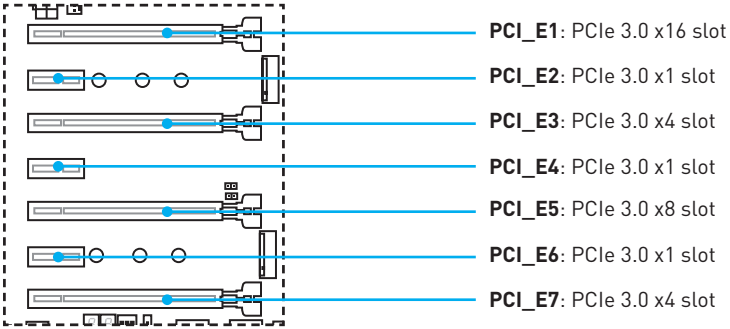 PCI_E1: PCIe 3.0 x16 slot
PCI_E2: PCIe 3.0 x1 slot
PCI_E3: PCIe 3.0 x4 slot
PCI_E4: PCIe 3.0 x1 slot
PCI_E5: PCIe 3.0 x8 slot
PCI_E6: PCIe 3.0 x1 slot
PCI_E7: PCIe 3.0 x4 slot